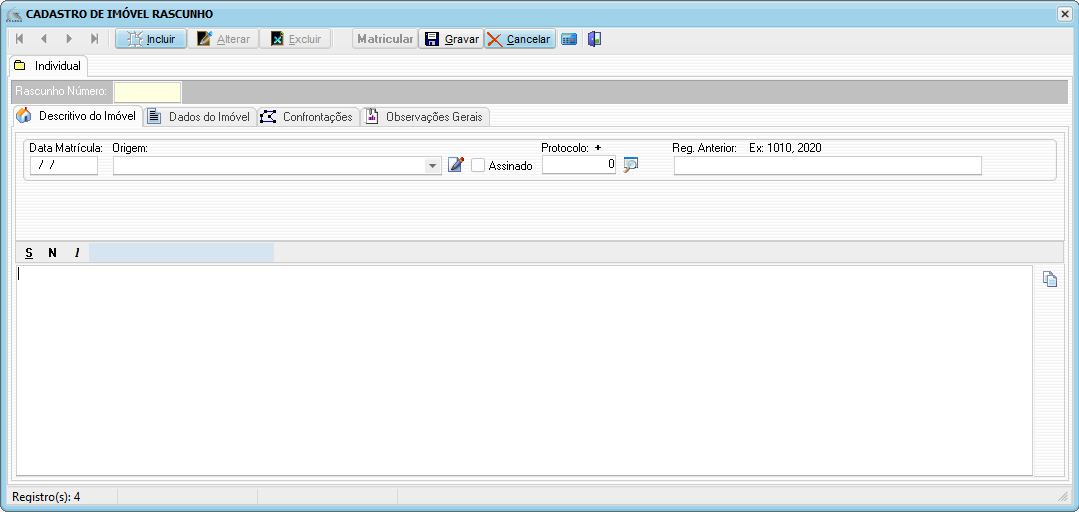 CADASTRO DE IMÓVEL RASCUNHO
Incluir Alterar Excluir Matricular Gravar Cancelar
Individual
Rascunho Número:
Descritivo do Imóvel Dados do Imóvel Confrontações Observações Gerais
Data Matrícula: Origem: Protocolo: + Reg. Anterior: Ex: 1010, 2020
/ / Assinado 0
S N I
Registro(s): 4